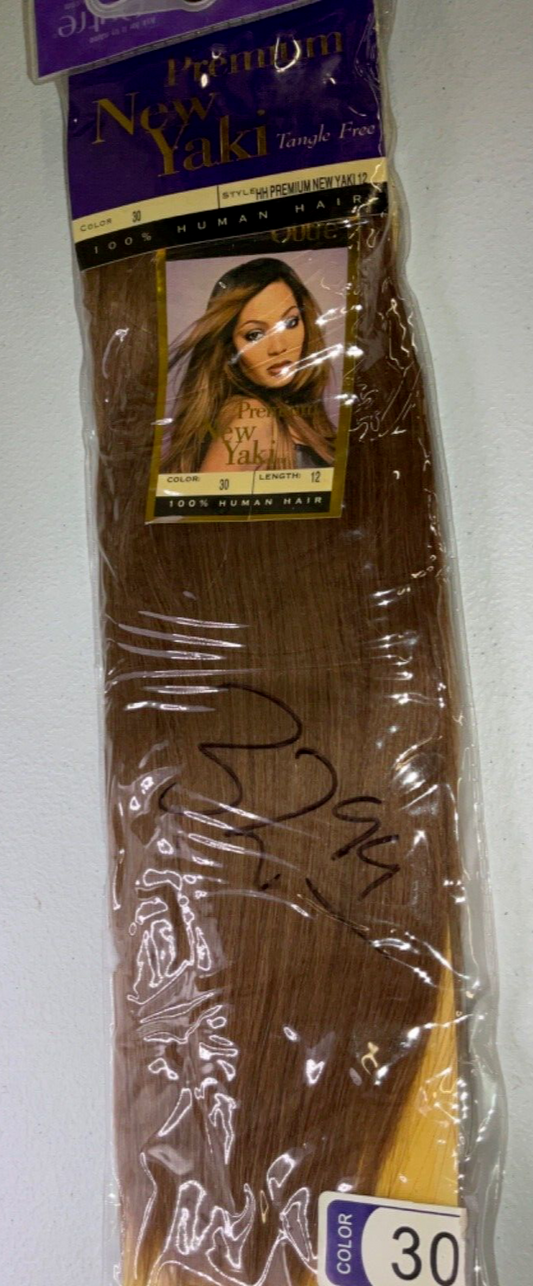 Premium
New
Yaki Tangle Free
COLOR 30 STYLE HH PREMIUM NEW YAKI 12
100% HUMAN HAIR
Premium
New
Yaki
COLOR: 30 LENGTH: 12
100% HUMAN HAIR
99
COLOR 30